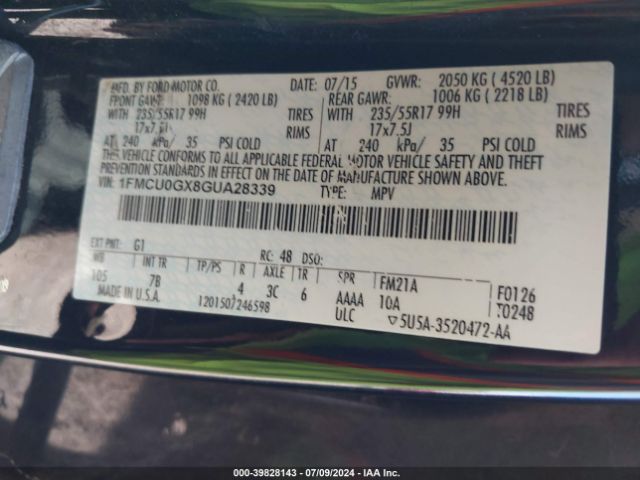 MFD. BY FORD MOTOR CO.
DATE: 07/15 GVWR: 2050 KG ( 4520 LB)
FRONT GAWR: 1098 KG ( 2420 LB) REAR GAWR: 1006 KG ( 2218 LB)
WITH 235/55R17 99H TIRES WITH 235/55R17 99H TIRES
17x7.5J RIMS 17x7.5J RIMS
AT 240 kPa/ 35 PSI COLD AT 240 kPa/ 35 PSI COLD
THIS VEHICLE CONFORMS TO ALL APPLICABLE FEDERAL MOTOR VEHICLE SAFETY AND THEFT
PREVENTION STANDARDS IN EFFECT ON THE DATE OF MANUFACTURE SHOWN ABOVE.
VIN: 1FMCU0GX8GUA28339 TYPE: MPV
EXT PNT: G1 RC: 48 DSO:
WB INT TR TP/PS R AXLE TR SPR FM21A F0126
105 7B 4 3C 6 AAAA 10A T0248
MADE IN U.S.A. 1201507246598 ULC ▽5U5A-3520472-AA
000-39828143 - 07/09/2024 - IAA Inc.